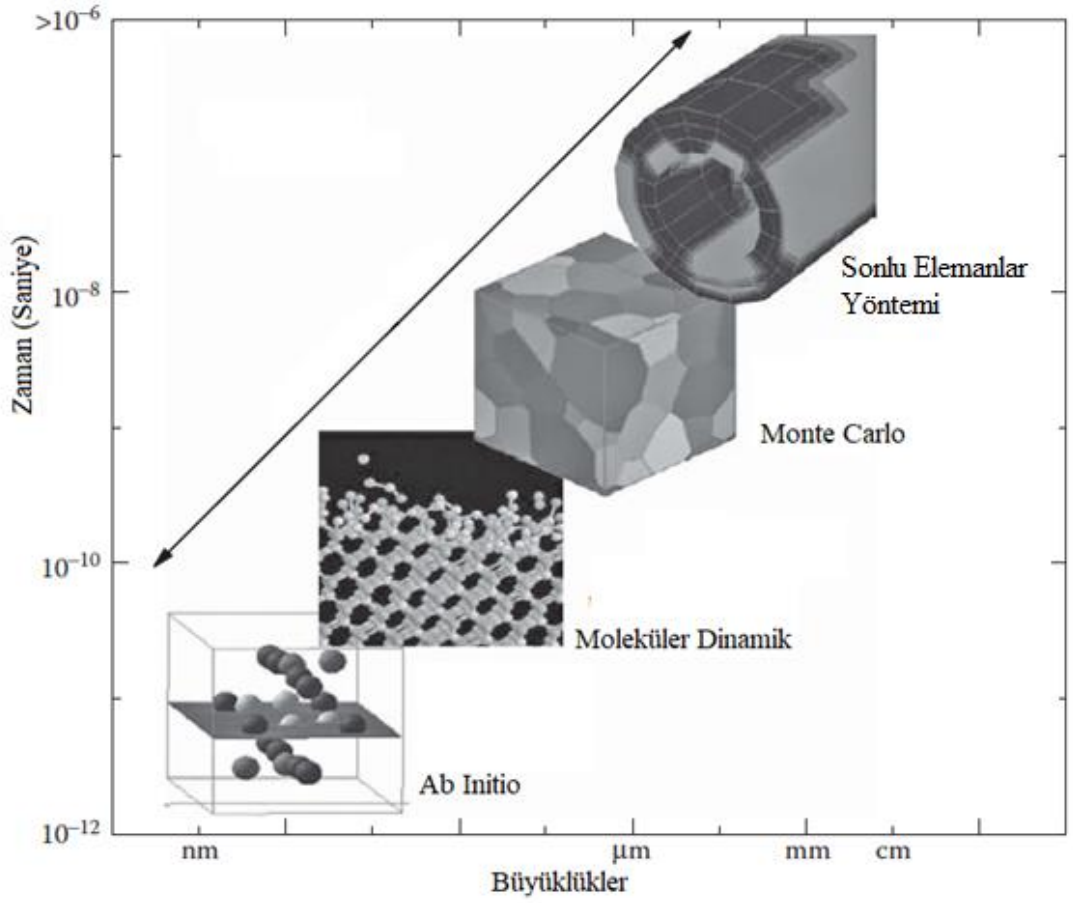 >10⁻⁶
10⁻⁸
10⁻¹⁰
10⁻¹²
Zaman (Saniye)
Sonlu Elemanlar
Yöntemi
Monte Carlo
Moleküler Dinamik
Ab Initio
nm μm mm cm
Büyüklükler